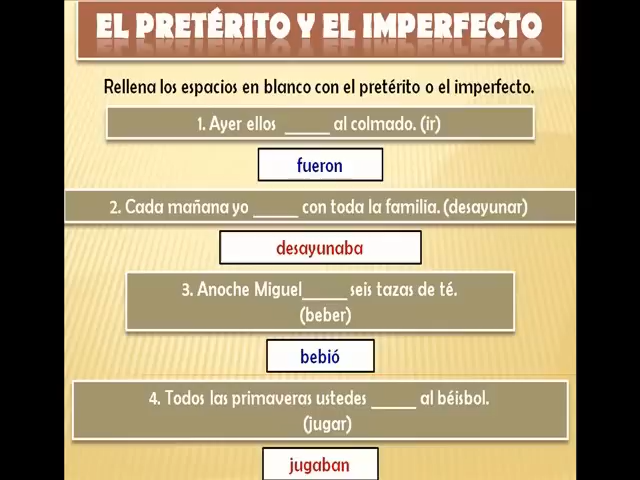 EL PRETÉRITO Y EL IMPERFECTO
Rellena los espacios en blanco con el pretérito o el imperfecto.
1. Ayer ellos _____ al colmado. (ir)
fueron
2. Cada mañana yo _____ con toda la familia. (desayunar)
desayunaba
3. Anoche Miguel_____ seis tazas de té.
(beber)
bebió
4. Todos las primaveras ustedes _____ al béisbol.
(jugar)
jugaban